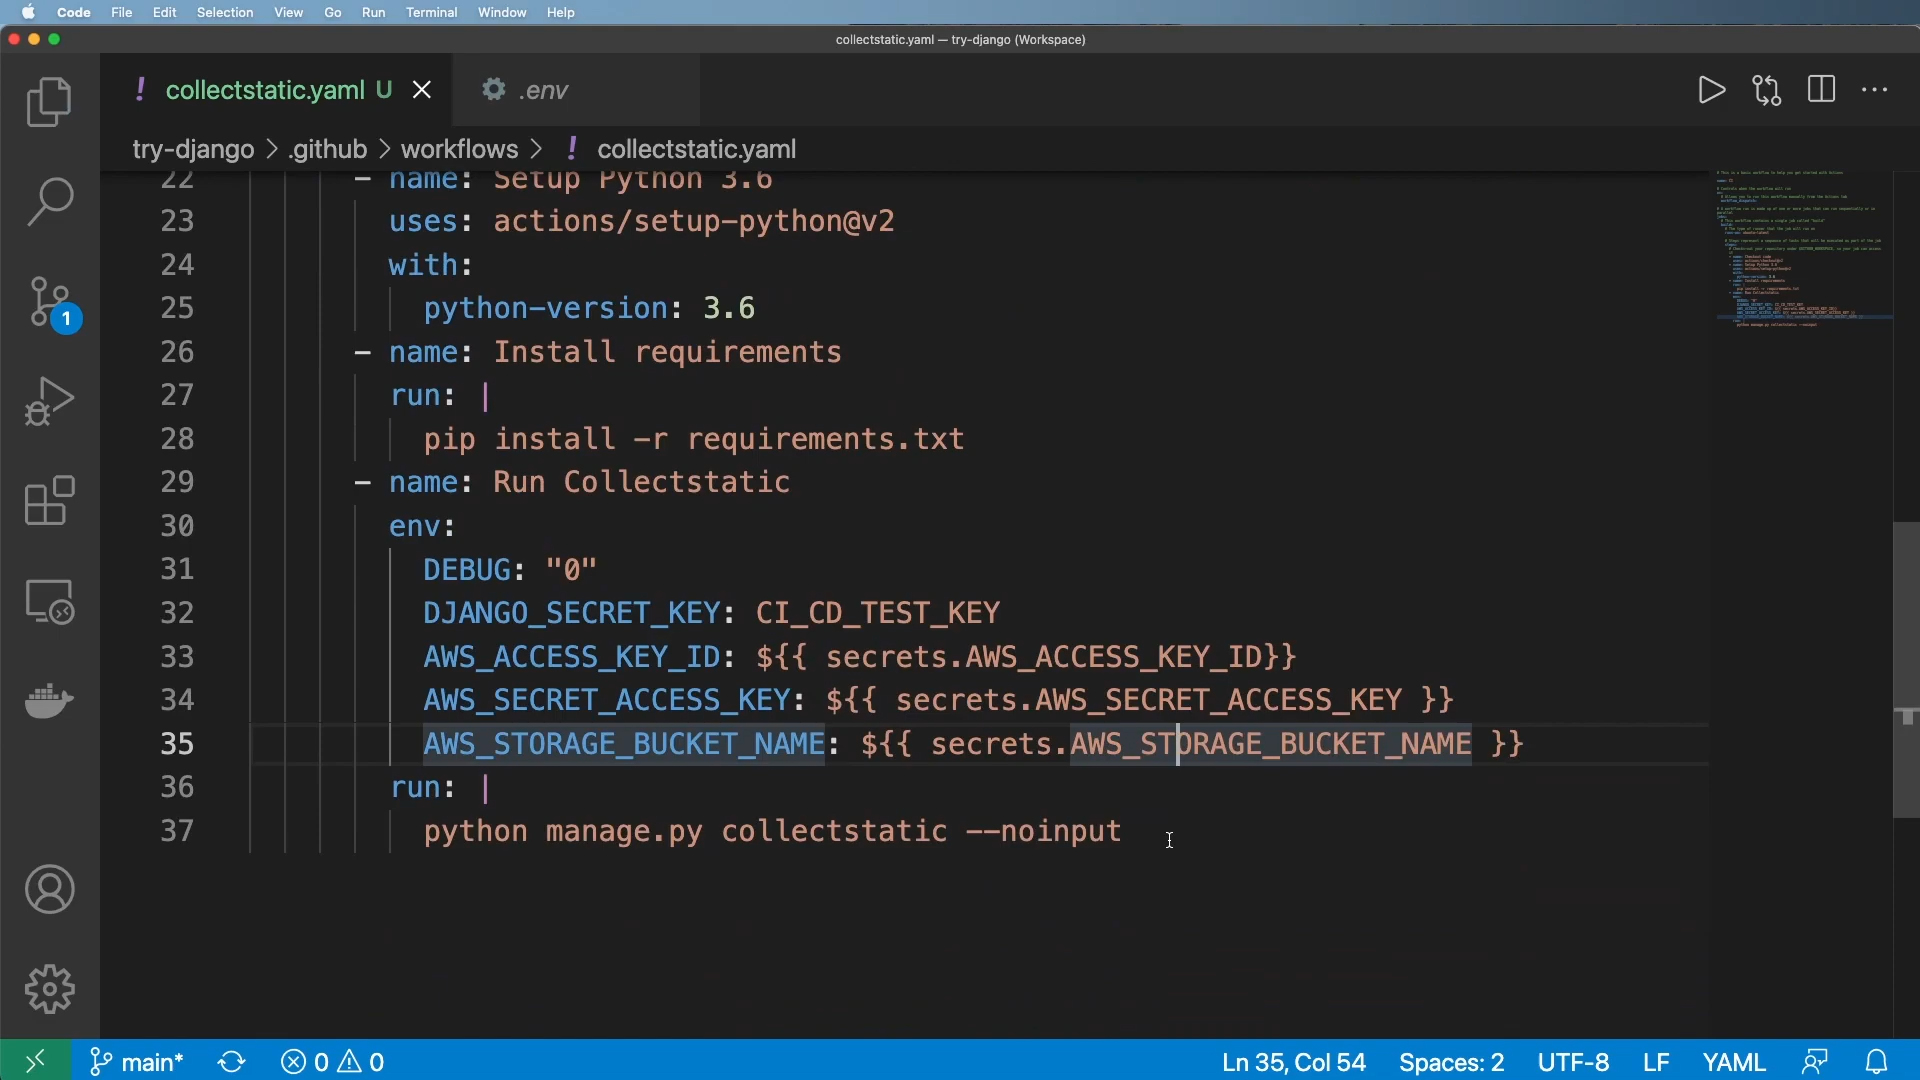 Code File Edit Selection View Go Run Terminal Window Help
collectstatic.yaml — try-django (Workspace)
! collectstatic.yaml U .env
try-django > .github > workflows > ! collectstatic.yaml
22 - name: Setup Python 3.6
23 uses: actions/setup-python@v2
24 with:
25 python-version: 3.6
26 - name: Install requirements
27 run: |
28 pip install -r requirements.txt
29 - name: Run Collectstatic
30 env:
31 DEBUG: "0"
32 DJANGO_SECRET_KEY: CI_CD_TEST_KEY
33 AWS_ACCESS_KEY_ID: ${{ secrets.AWS_ACCESS_KEY_ID}}
34 AWS_SECRET_ACCESS_KEY: ${{ secrets.AWS_SECRET_ACCESS_KEY }}
35 AWS_STORAGE_BUCKET_NAME: ${{ secrets.AWS_STORAGE_BUCKET_NAME }}
36 run: |
37 python manage.py collectstatic --noinput
1
main* 0 0 Ln 35, Col 54 Spaces: 2 UTF-8 LF YAML